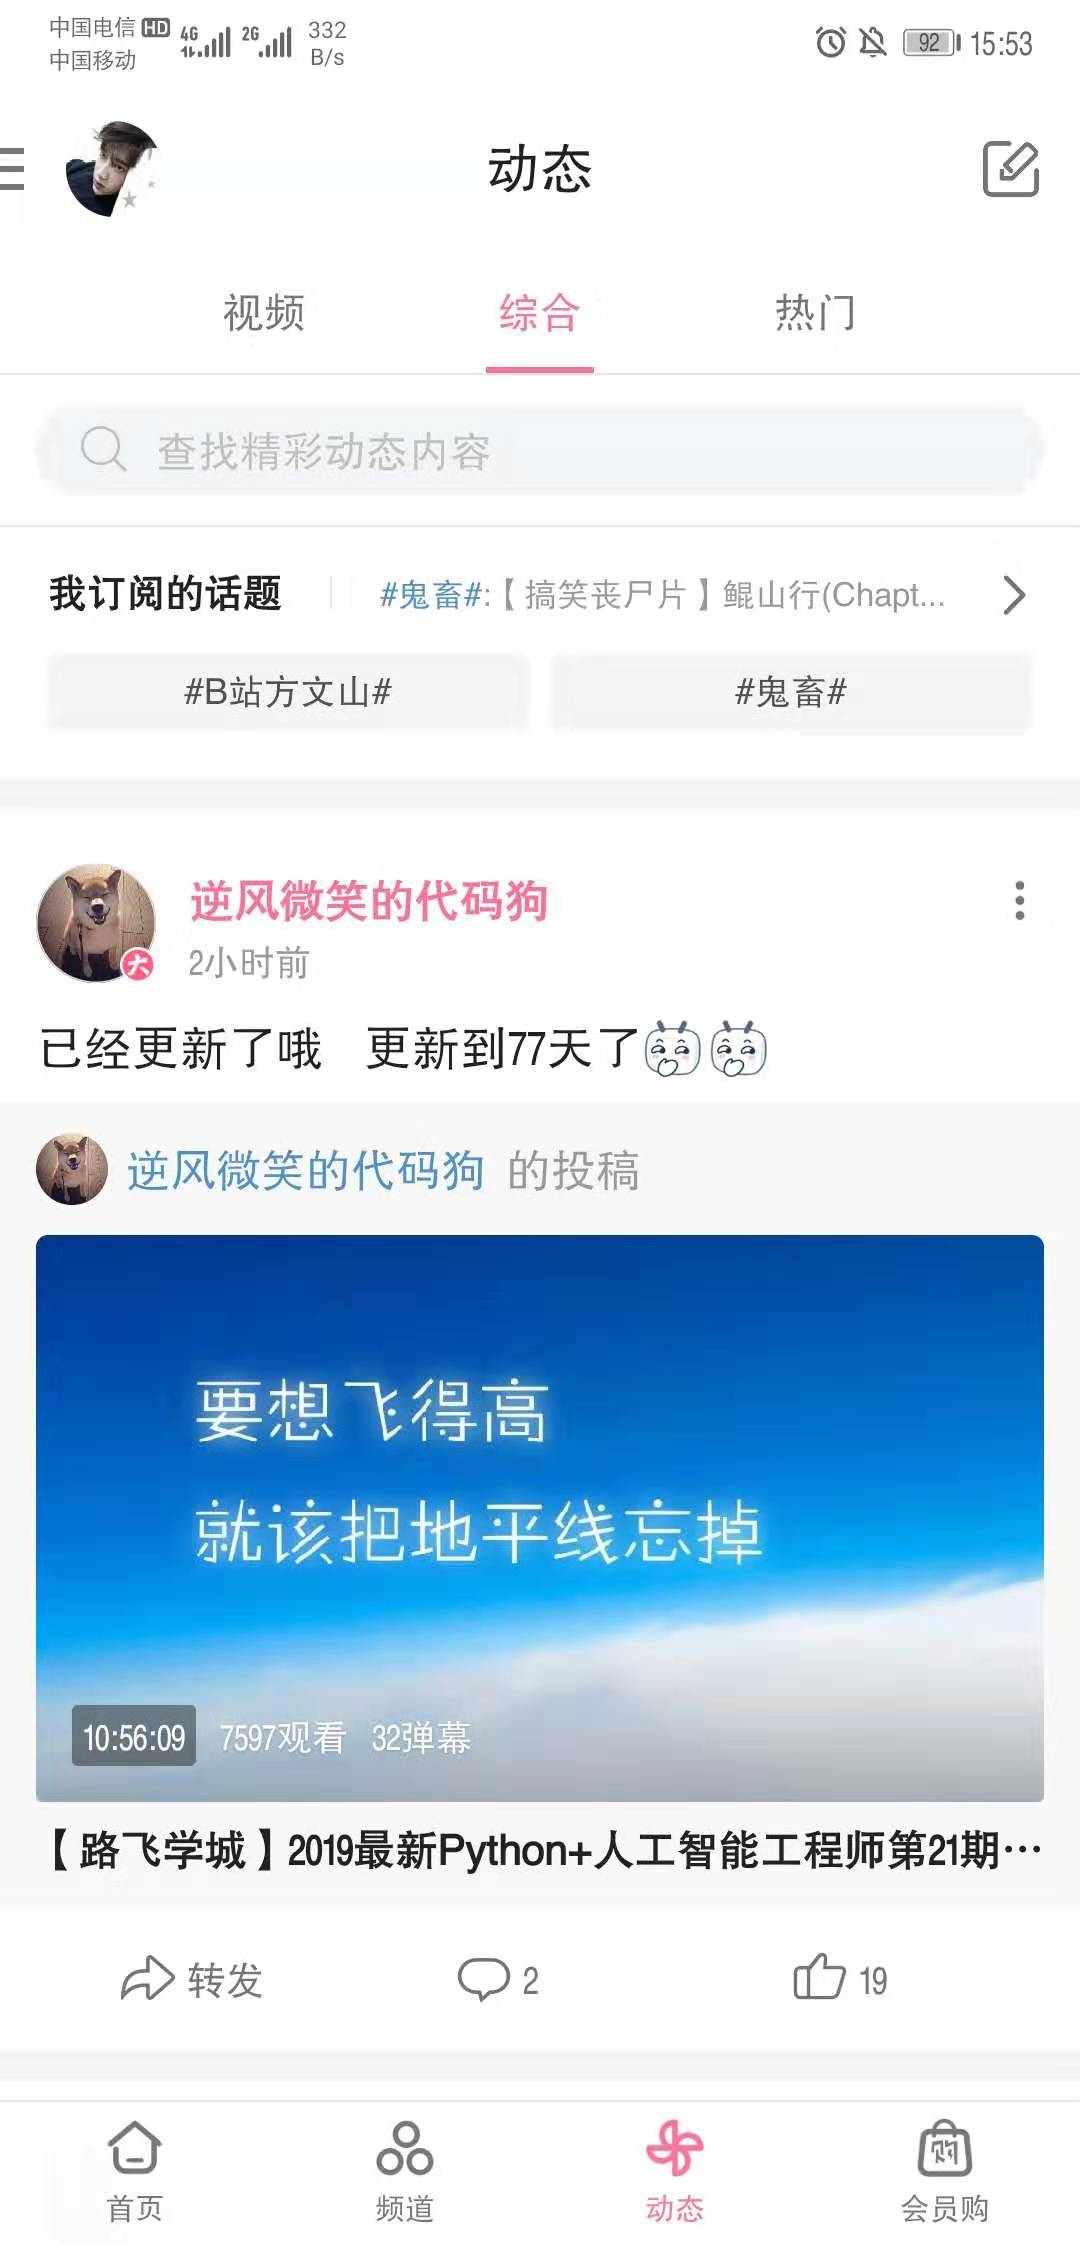 中国电信 HD 4G 2G 332 B/s
中国移动
92 15:53
动态
视频 综合 热门
查找精彩动态内容
我订阅的话题 #鬼畜#:【搞笑丧尸片】鲲山行(Chapt...
#B站方文山# #鬼畜#
逆风微笑的代码狗
大
2小时前
已经更新了哦 更新到77天了
逆风微笑的代码狗 的投稿
要想飞得高
就该把地平线忘掉
10:56:09 7597观看 32弹幕
【路飞学城】2019最新Python+人工智能工程师第21期…
转发 2 19
购
首页 频道 动态 会员购